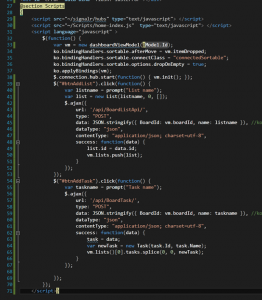 @section Scripts
{
<script src="~/signalr/hubs" type="text/javascript"> </script>
<script src="~/Scripts/home-index.js" type="text/javascript"> </script>
<script language="javascript">
$(function() {
var vm = new dashboardViewModel(@Model.Id);
ko.bindingHandlers.sortable.afterMove = vm.itemDropped;
ko.bindingHandlers.sortable.connectClass = "connectedSortable";
ko.bindingHandlers.sortable.options.dropOnEmpty = true;
ko.applyBindings(vm);
$.connection.hub.start(function() { vm.init(); });
$("#btnAddList").click(function() {
var listname = prompt("List name");
var list = new List(listname, 0, []);
$.ajax({
url: '/api/BoardListApi/',
type: "POST",
data: JSON.stringify({ BoardId: vm.boardId, name: listname }),
dataType: "json",
contentType: "application/json; charset=utf-8",
success: function(data) {
list.id = data.id;
vm.lists.push(list);
}
});
});
$("#btnAddTask").click(function() {
var taskname = prompt("Task name");
$.ajax({
url: '/api/BoardTask/',
type: "POST",
data: JSON.stringify({ BoardId: vm.boardId, name: taskname }),
dataType: "json",
contentType: "application/json; charset=utf-8",
success: function(data) {
task = data;
var newTask = new Task(task.Id, task.Name);
vm.lists()[0].tasks.splice(0, 0, newTask);
}
});
});
});
</script>